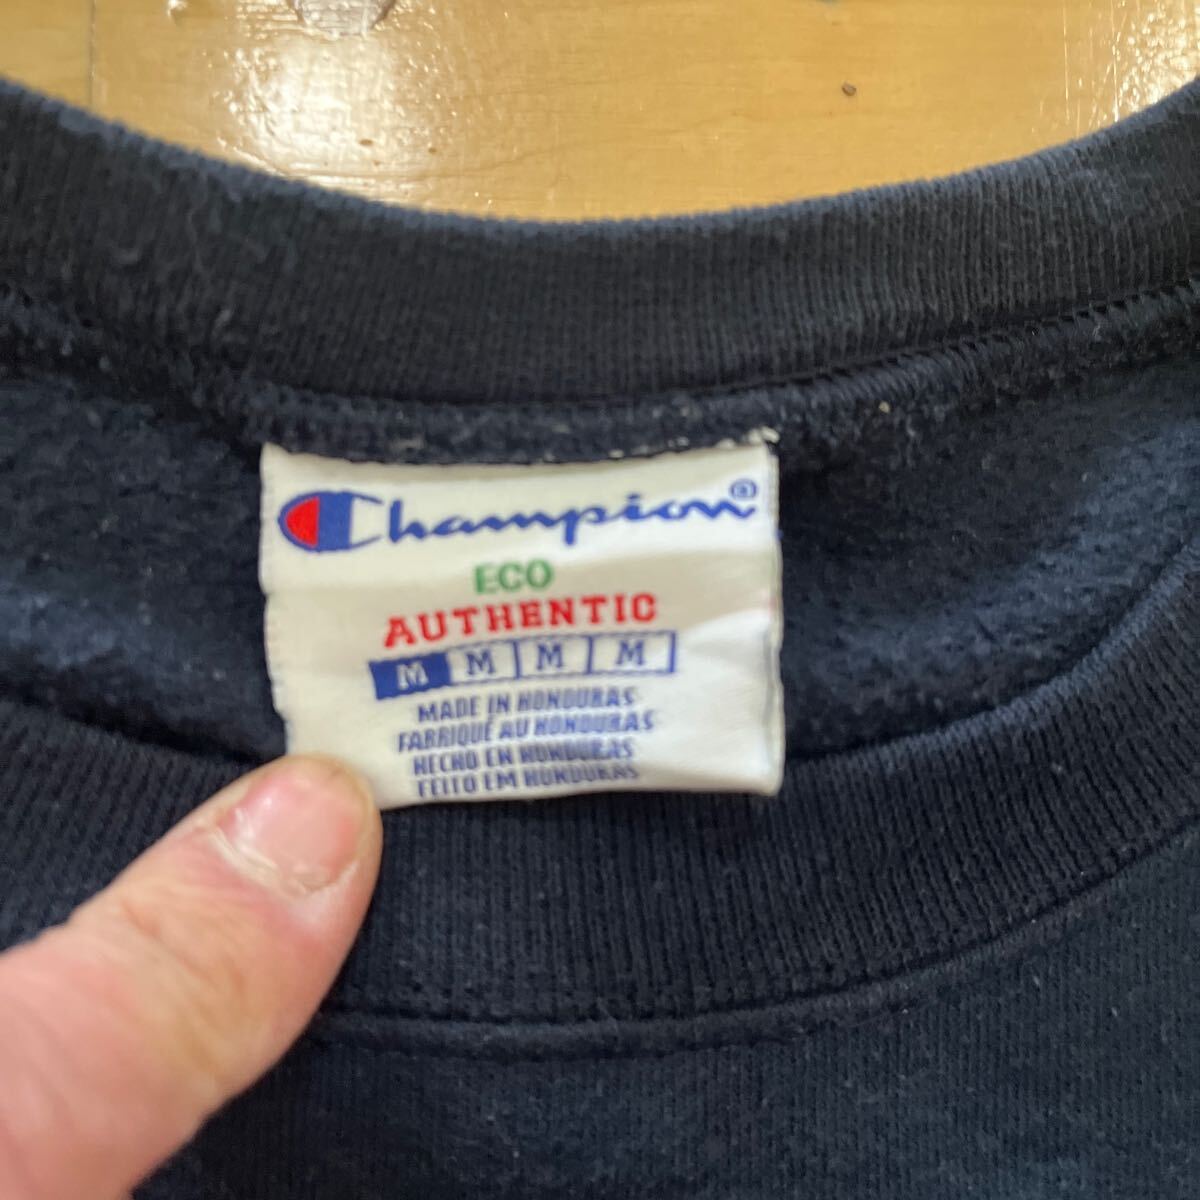 Champion®
ECO
AUTHENTIC
M M M M
MADE IN HONDURAS
FABRIQUÉ AU HONDURAS
HECHO EN HONDURAS
FEITO EM HONDURAS